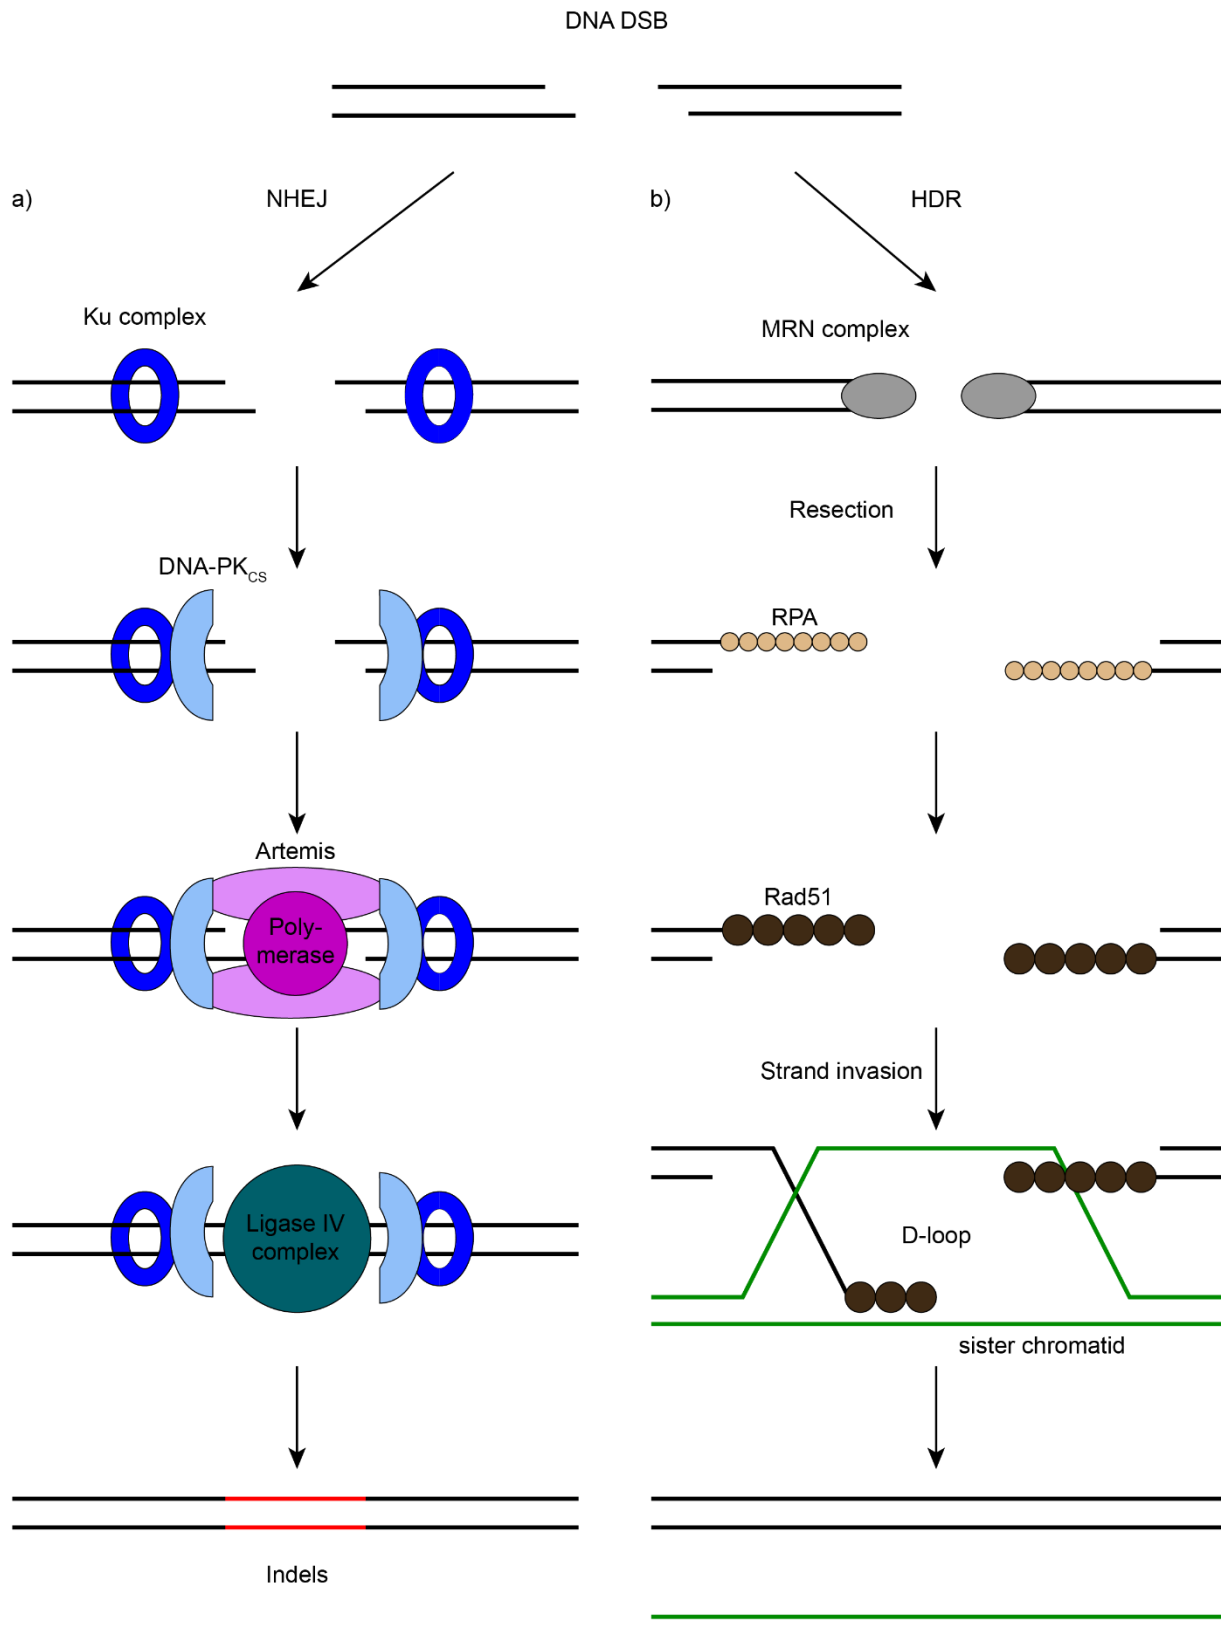 DNA DSB
a)
NHEJ
b)
HDR
Ku complex
MRN complex
Resection
DNA-PKCS
RPA
Artemis
Poly-
merase
Rad51
Strand invasion
Ligase IV
complex
D-loop
sister chromatid
Indels